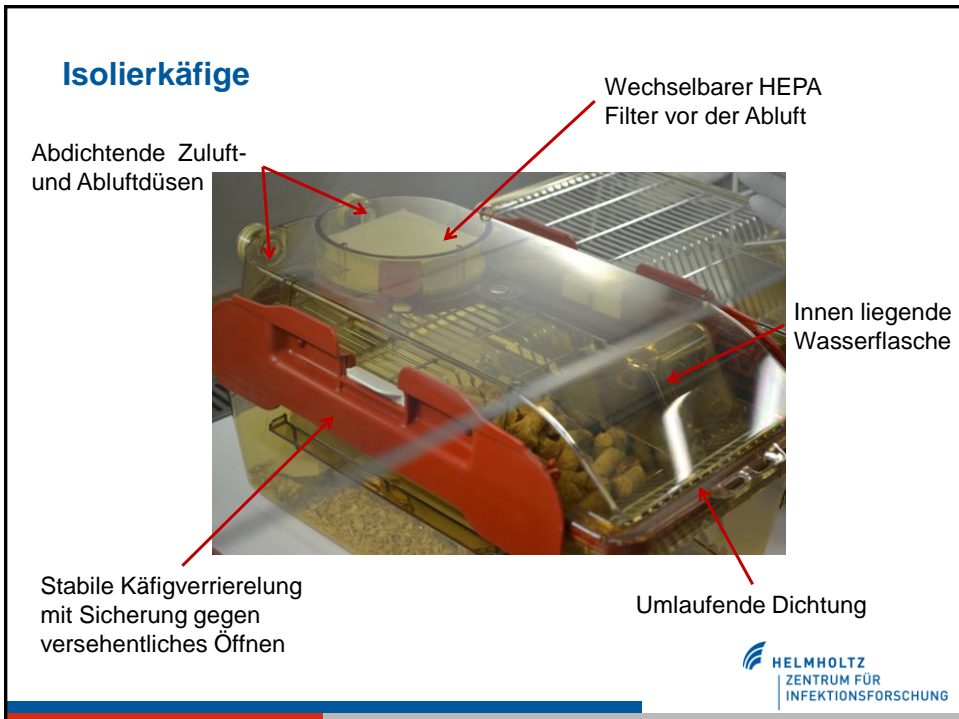 Isolierkäfige
Wechselbarer HEPA
Filter vor der Abluft
Abdichtende Zuluft-
und Abluftdüsen
Innen liegende
Wasserflasche
Stabile Käfigverrierelung
mit Sicherung gegen
versehentliches Öffnen
Umlaufende Dichtung
HELMHOLTZ
ZENTRUM FÜR
INFEKTIONSFORSCHUNG